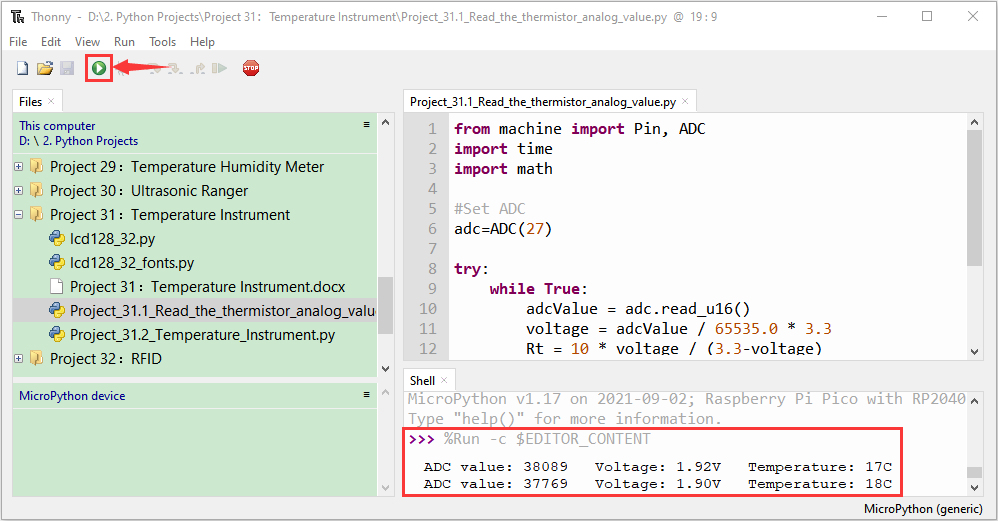 Thonny - D:\2. Python Projects\Project 31：Temperature Instrument\Project_31.1_Read_the_thermistor_analog_value.py @ 19 : 9
File Edit View Run Tools Help
STOP
Files ×
This computer
D: \ 2. Python Projects
Project 29：Temperature Humidity Meter
Project 30：Ultrasonic Ranger
Project 31：Temperature Instrument
lcd128_32.py
lcd128_32_fonts.py
Project 31：Temperature Instrument.docx
Project_31.1_Read_the_thermistor_analog_valu
Project_31.2_Temperature_Instrument.py
Project 32：RFID
MicroPython device
Project_31.1_Read_the_thermistor_analog_value.py ×
1 from machine import Pin, ADC
2 import time
3 import math
4
5 #Set ADC
6 adc=ADC(27)
7
8 try:
9 while True:
10 adcValue = adc.read_u16()
11 voltage = adcValue / 65535.0 * 3.3
12 Rt = 10 * voltage / (3.3-voltage)
Shell ×
MicroPython v1.17 on 2021-09-02; Raspberry Pi Pico with RP2040
Type "help()" for more information.
>>> %Run -c $EDITOR_CONTENT
ADC value: 38089 Voltage: 1.92V Temperature: 17C
ADC value: 37769 Voltage: 1.90V Temperature: 18C
MicroPython (generic)